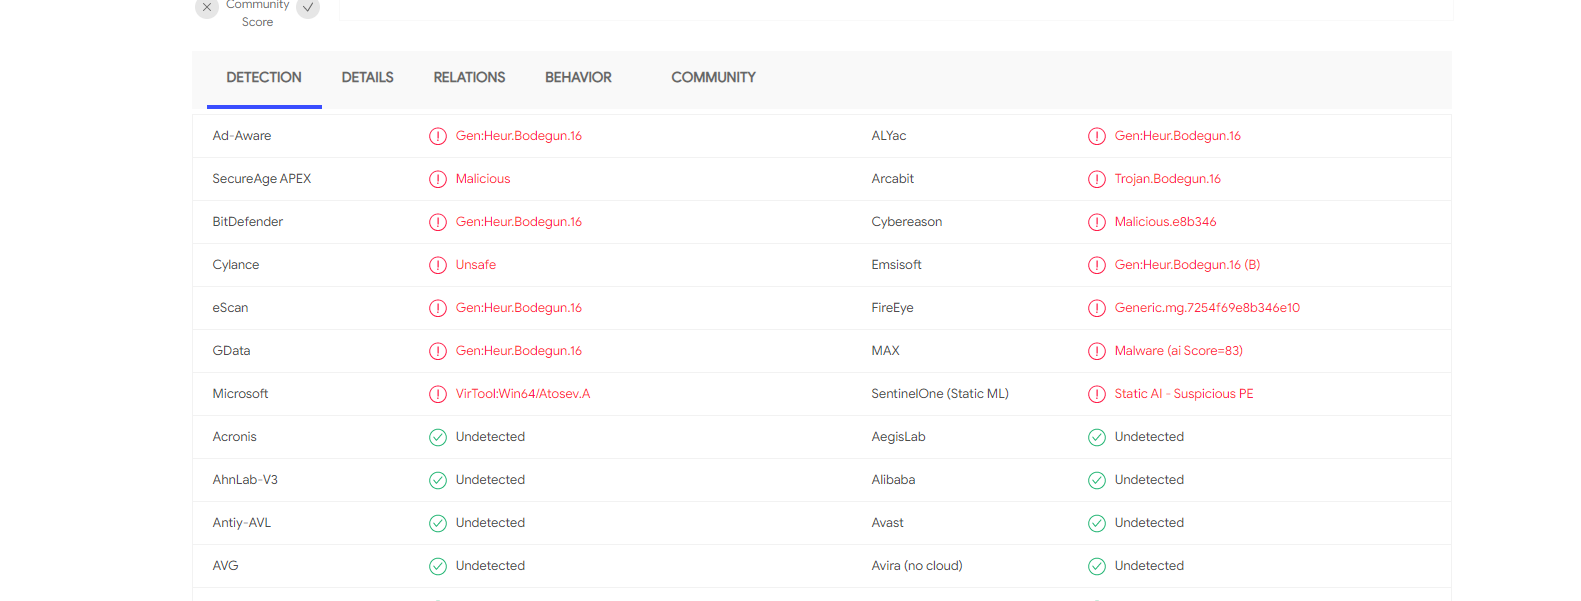 Community
Score
DETECTION DETAILS RELATIONS BEHAVIOR COMMUNITY
Ad-Aware Gen:Heur.Bodegun.16 ALYac Gen:Heur.Bodegun.16
SecureAge APEX Malicious Arcabit Trojan.Bodegun.16
BitDefender Gen:Heur.Bodegun.16 Cybereason Malicious.e8b346
Cylance Unsafe Emsisoft Gen:Heur.Bodegun.16 (B)
eScan Gen:Heur.Bodegun.16 FireEye Generic.mg.7254f69e8b346e10
GData Gen:Heur.Bodegun.16 MAX Malware (ai Score=83)
Microsoft VirTool:Win64/Atosev.A SentinelOne (Static ML) Static AI - Suspicious PE
Acronis Undetected AegisLab Undetected
AhnLab-V3 Undetected Alibaba Undetected
Antiy-AVL Undetected Avast Undetected
AVG Undetected Avira (no cloud) Undetected